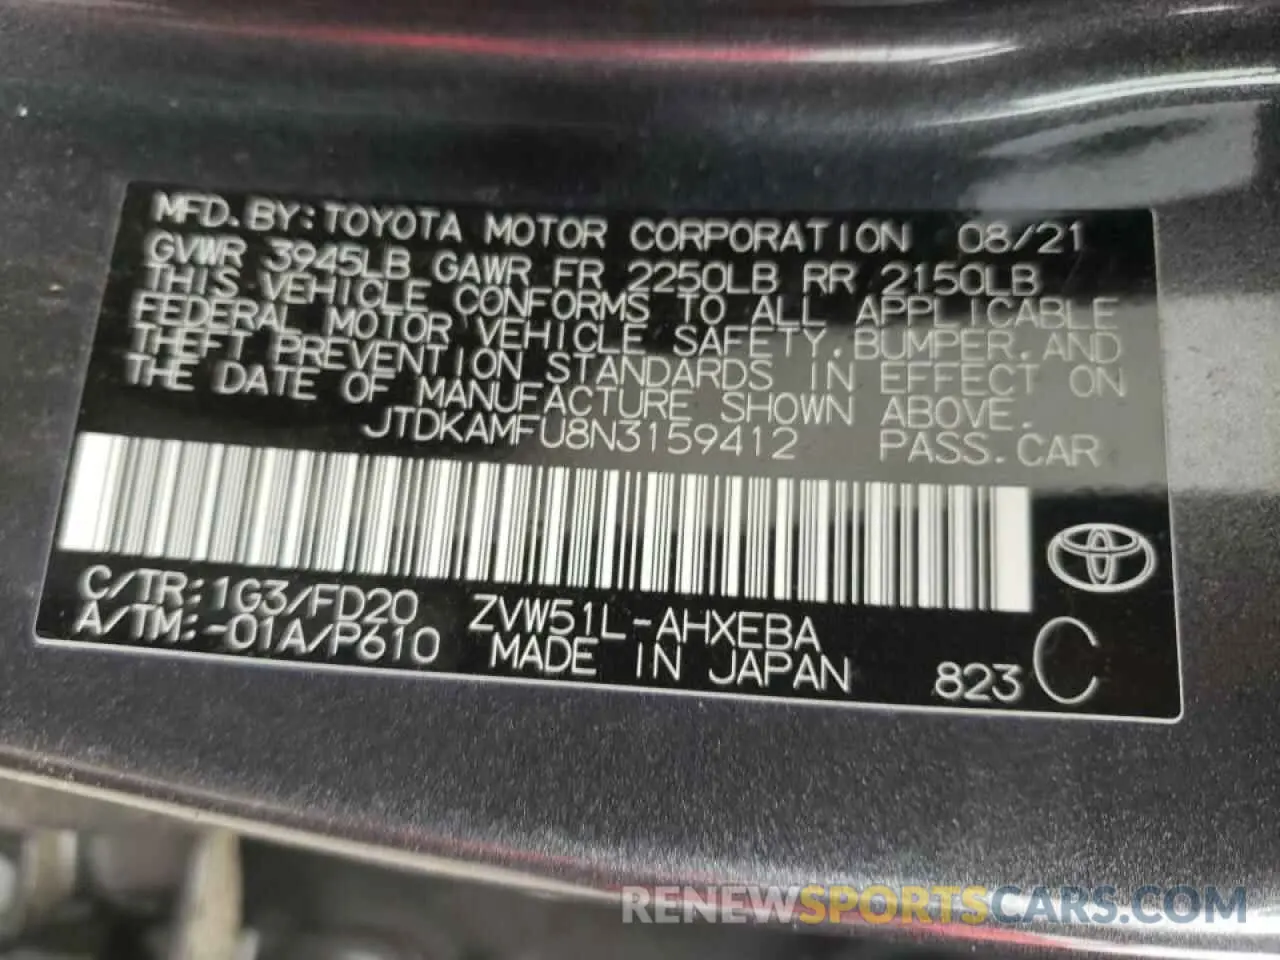 MFD. BY: TOYOTA MOTOR CORPORATION 08/21
GVWR 3945LB GAWR FR 2250LB RR 2150LB
THIS VEHICLE CONFORMS TO ALL APPLICABLE
FEDERAL MOTOR VEHICLE SAFETY, BUMPER, AND
THEFT PREVENTION STANDARDS IN EFFECT ON
THE DATE OF MANUFACTURE SHOWN ABOVE.
JTDKAMFU8N3159412 PASS. CAR
C/TR: 1G3/FD20 ZVW51L-AHXEBA
A/TM: -01A/P610 MADE IN JAPAN 823 C
RENEWSPORTSCARS.COM